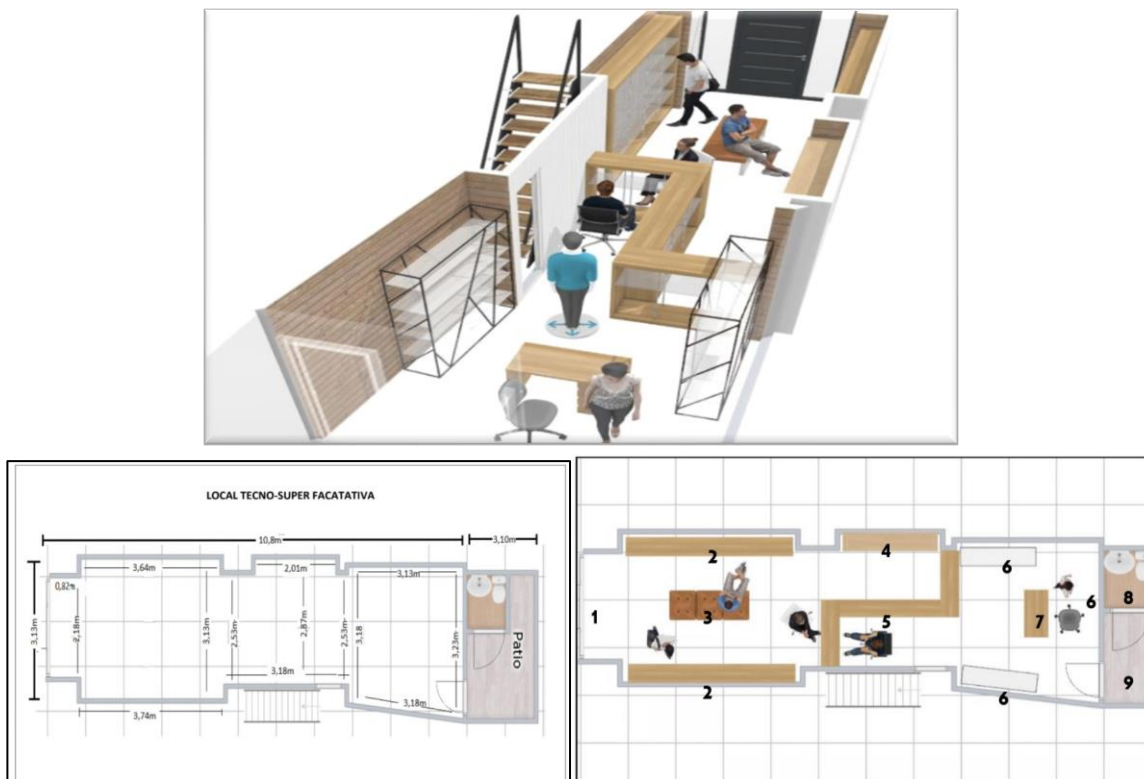 LOCAL TECNO-SUPER FACATATIVA
10,8m
3,10m
3,64m
2,01m
3,13m
0,82m
3,13m
2,18m
3,13m
2,53m
2,87m
2,53m
3,18
3,23m
Patio
3,18m
3,18m
3,74m
2
4
6
1
3
5
7
6
8
2
6
9